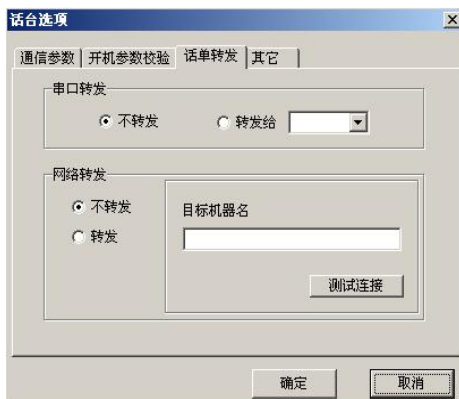 话台选项
通信参数 开机参数校验 话单转发 其它
串口转发
不转发 转发给
网络转发
不转发 目标机器名
转发
测试连接
确定 取消